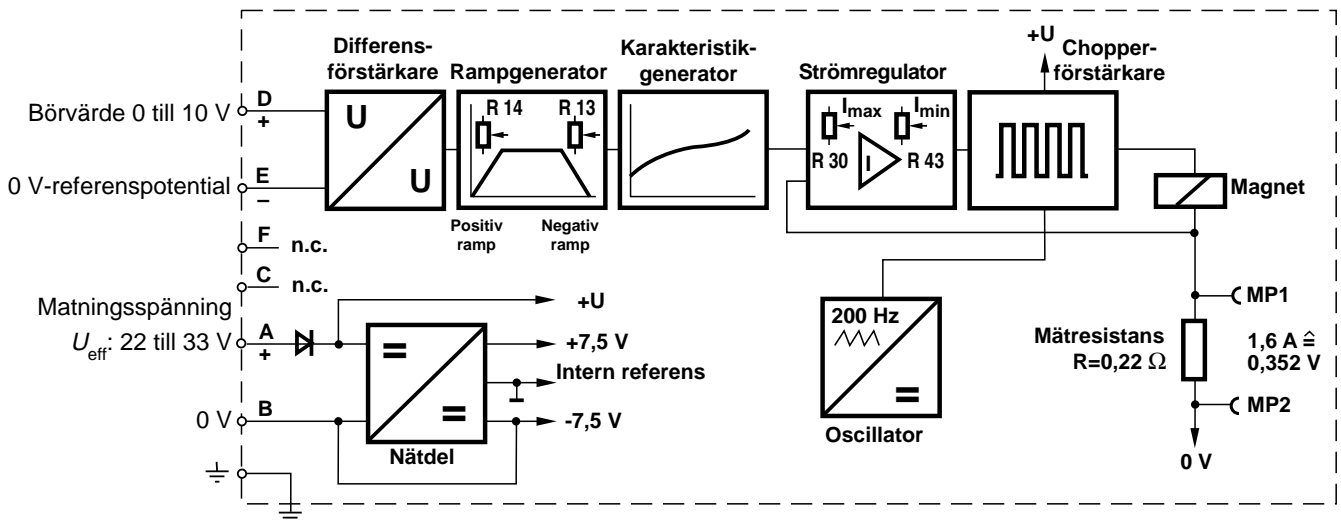 Differens-
förstärkare
Rampgenerator
Karakteristik-
generator
Strömregulator
+U
Chopper-
förstärkare
Börvärde 0 till 10 V
D
+
U
U
R 14
R 13
I max
I min
R 30
I
R 43
0 V-referenspotential
E
–
Positiv
ramp
Negativ
ramp
Magnet
F
n.c.
C
n.c.
Matningsspänning
U eff: 22 till 33 V
A
+
+U
+7,5 V
Intern referens
-7,5 V
=
=
0 V
B
Nätdel
200 Hz
=
Oscillator
MP1
Mätresistans
R=0,22 Ω
1,6 A ≙
0,352 V
MP2
0 V